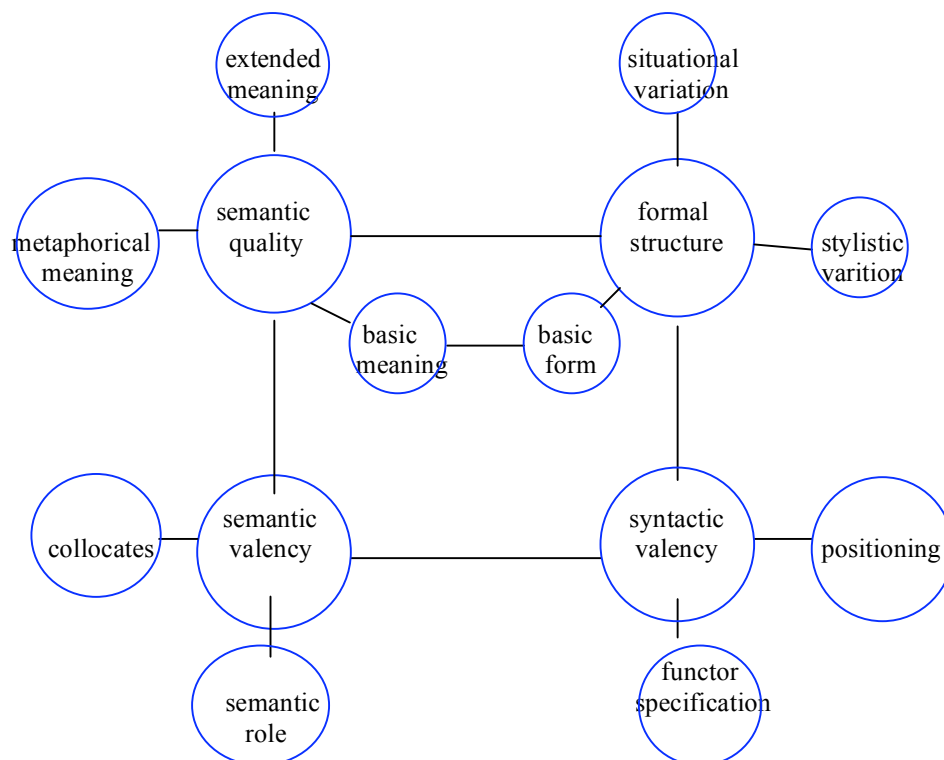 extended
meaning
situational
variation
semantic
quality
formal
structure
metaphorical
meaning
stylistic
varition
basic
meaning
basic
form
semantic
valency
syntactic
valency
collocates
positioning
semantic
role
functor
specification